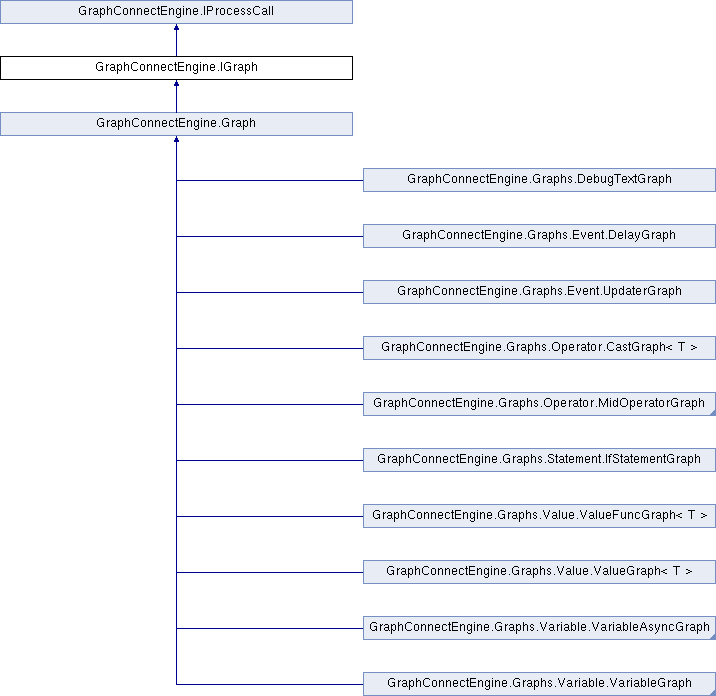 GraphConnectEngine.IProcessCall
GraphConnectEngine.IGraph
GraphConnectEngine.Graph
GraphConnectEngine.Graphs.DebugTextGraph
GraphConnectEngine.Graphs.Event.DelayGraph
GraphConnectEngine.Graphs.Event.UpdaterGraph
GraphConnectEngine.Graphs.Operator.CastGraph< T >
GraphConnectEngine.Graphs.Operator.MidOperatorGraph
GraphConnectEngine.Graphs.Statement.IfStatementGraph
GraphConnectEngine.Graphs.Value.ValueFuncGraph< T >
GraphConnectEngine.Graphs.Value.ValueGraph< T >
GraphConnectEngine.Graphs.Variable.VariableAsyncGraph
GraphConnectEngine.Graphs.Variable.VariableGraph